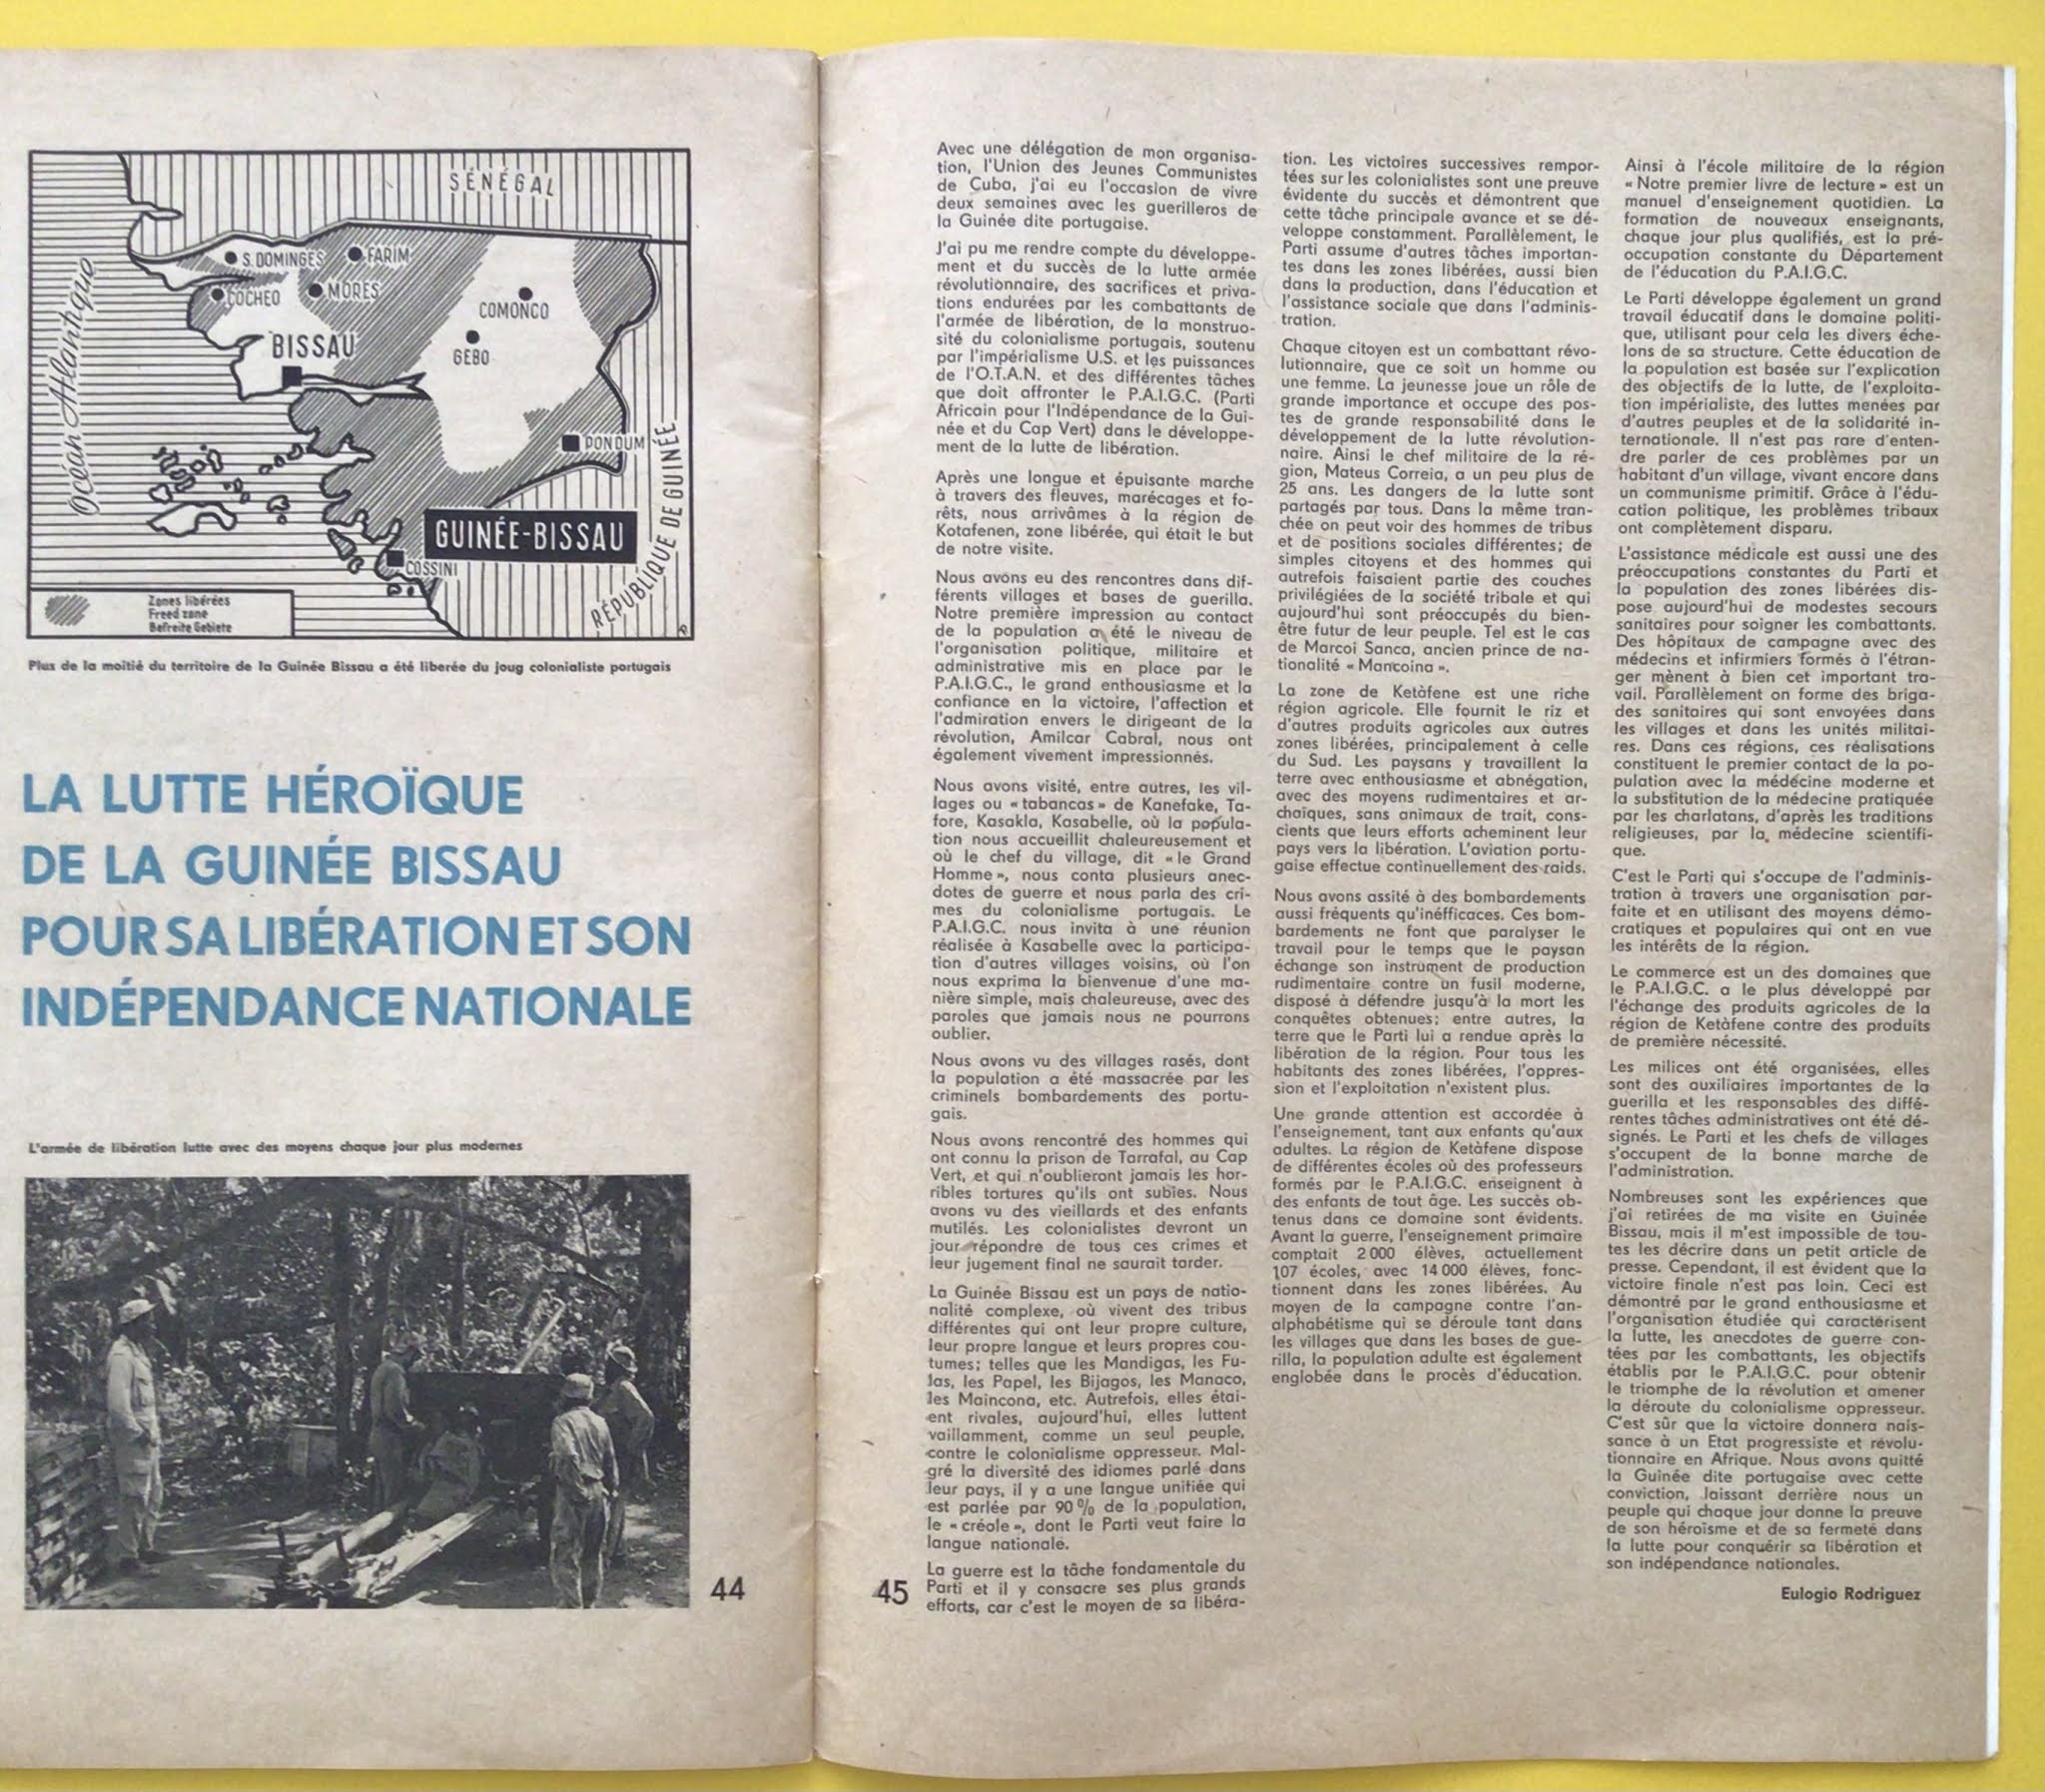 SÉNÉGAL
Océan Atlantique
S. DOMINGES
FARIM
COCHEO
MORES
COMONCO
BISSAU
GEBO
DONDUM
GUINÉE-BISSAU
RÉPUBLIQUE DE GUINÉE
COSSINI
Zones libérées
Freed zone
Befreite Gebiete
Plus de la moitié du territoire de la Guinée Bissau a été liberée du joug colonialiste portugais
LA LUTTE HÉROÏQUE
DE LA GUINÉE BISSAU
POUR SA LIBÉRATION ET SON
INDÉPENDANCE NATIONALE
L'armée de libération lutte avec des moyens chaque jour plus modernes
44
Avec une délégation de mon organisa-
tion, l'Union des Jeunes Communistes
de Cuba, j'ai eu l'occasion de vivre
deux semaines avec les guerilleros de
la Guinée dite portugaise.
J'ai pu me rendre compte du développe-
ment et du succès de la lutte armée
révolutionnaire, des sacrifices et priva-
tions endurées par les combattants de
l'armée de libération, de la monstruo-
sité du colonialisme portugais, soutenu
par l'impérialisme U.S. et les puissances
de l'O.T.A.N. et des différentes tâches
que doit affronter le P.A.I.G.C. (Parti
Africain pour l'Indépendance de la Gui-
née et du Cap Vert) dans le développe-
ment de la lutte de libération.
Après une longue et épuisante marche
à travers des fleuves, marécages et fo-
rêts, nous arrivâmes à la région de
Kotafenen, zone libérée, qui était le but
de notre visite.
Nous avons eu des rencontres dans dif-
férents villages et bases de guerilla.
Notre première impression au contact
de la population a été le niveau de
l'organisation politique, militaire et
administrative mis en place par le
P.A.I.G.C., le grand enthousiasme et la
confiance en la victoire, l'affection et
l'admiration envers le dirigeant de la
révolution, Amilcar Cabral, nous ont
également vivement impressionnés.
Nous avons visité, entre autres, les vil-
lages ou « tabancas » de Kanefake, Ta-
fore, Kasakla, Kasabelle, où la popula-
tion nous accueillit chaleureusement et
où le chef du village, dit « le Grand
Homme », nous conta plusieurs anec-
dotes de guerre et nous parla des cri-
mes du colonialisme portugais. Le
P.A.I.G.C. nous invita à une réunion
réalisée à Kasabelle avec la participa-
tion d'autres villages voisins, où l'on
nous exprima la bienvenue d'une ma-
nière simple, mais chaleureuse, avec des
paroles que jamais nous ne pourrons
oublier.
Nous avons vu des villages rasés, dont
la population a été massacrée par les
criminels bombardements des portu-
gais.
Nous avons rencontré des hommes qui
ont connu la prison de Tarrafal, au Cap
Vert, et qui n'oublieront jamais les hor-
ribles tortures qu'ils ont subies. Nous
avons vu des vieillards et des enfants
mutilés. Les colonialistes devront un
jour répondre de tous ces crimes et
leur jugement final ne saurait tarder.
La Guinée Bissau est un pays de natio-
nalité complexe, où vivent des tribus
différentes qui ont leur propre culture,
leur propre langue et leurs propres cou-
tumes; telles que les Mandigas, les Fu-
las, les Papel, les Bijagos, les Manaco,
les Maincona, etc. Autrefois, elles étai-
ent rivales, aujourd'hui, elles luttent
vaillamment, comme un seul peuple,
contre le colonialisme oppresseur. Mal-
gré la diversité des idiomes parlé dans
leur pays, il y a une langue unitiée qui
est parlée par 90 % de la population,
le « créole », dont le Parti veut faire la
langue nationale.
La guerre est la tâche fondamentale du
Parti et il y consacre ses plus grands
efforts, car c'est le moyen de sa libéra-
45
tion. Les victoires successives rempor-
tées sur les colonialistes sont une preuve
évidente du succès et démontrent que
cette tâche principale avance et se dé-
veloppe constamment. Parallèlement, le
Parti assume d'autres tâches importan-
tes dans les zones libérées, aussi bien
dans la production, dans l'éducation et
l'assistance sociale que dans l'adminis-
tration.
Chaque citoyen est un combattant révo-
lutionnaire, que ce soit un homme ou
une femme. La jeunesse joue un rôle de
grande importance et occupe des pos-
tes de grande responsabilité dans le
développement de la lutte révolution-
naire. Ainsi le chef militaire de la ré-
gion, Mateus Correia, a un peu plus de
25 ans. Les dangers de la lutte sont
partagés par tous. Dans la même tran-
chée on peut voir des hommes de tribus
et de positions sociales différentes; de
simples citoyens et des hommes qui
autrefois faisaient partie des couches
privilégiées de la société tribale et qui
aujourd'hui sont préoccupés du bien-
être futur de leur peuple. Tel est le cas
de Marcoi Sanca, ancien prince de na-
tionalité « Mancoina ».
La zone de Ketàfene est une riche
région agricole. Elle fournit le riz et
d'autres produits agricoles aux autres
zones libérées, principalement à celle
du Sud. Les paysans y travaillent la
terre avec enthousiasme et abnégation,
avec des moyens rudimentaires et ar-
chaïques, sans animaux de trait, cons-
cients que leurs efforts acheminent leur
pays vers la libération. L'aviation portu-
gaise effectue continuellement des raids.
Nous avons assité à des bombardements
aussi fréquents qu'inéfficaces. Ces bom-
bardements ne font que paralyser le
travail pour le temps que le paysan
échange son instrument de production
rudimentaire contre un fusil moderne,
disposé à défendre jusqu'à la mort les
conquêtes obtenues; entre autres, la
terre que le Parti lui a rendue après la
libération de la région. Pour tous les
habitants des zones libérées, l'oppres-
sion et l'exploitation n'existent plus.
Une grande attention est accordée à
l'enseignement, tant aux enfants qu'aux
adultes. La région de Ketàfene dispose
de différentes écoles où des professeurs
formés par le P.A.I.G.C. enseignent à
des enfants de tout âge. Les succès ob-
tenus dans ce domaine sont évidents.
Avant la guerre, l'enseignement primaire
comptait 2 000 élèves, actuellement
107 écoles, avec 14 000 élèves, fonc-
tionnent dans les zones libérées. Au
moyen de la campagne contre l'an-
alphabétisme qui se déroule tant dans
les villages que dans les bases de gue-
rilla, la population adulte est également
englobée dans le procès d'éducation.
Ainsi à l'école militaire de la région
« Notre premier livre de lecture » est un
manuel d'enseignement quotidien. La
formation de nouveaux enseignants,
chaque jour plus qualifiés, est la pré-
occupation constante du Département
de l'éducation du P.A.I.G.C.
Le Parti développe également un grand
travail éducatif dans le domaine politi-
que, utilisant pour cela les divers éche-
lons de sa structure. Cette éducation de
la population est basée sur l'explication
des objectifs de la lutte, de l'exploita-
tion impérialiste, des luttes menées par
d'autres peuples et de la solidarité in-
ternationale. Il n'est pas rare d'enten-
dre parler de ces problèmes par un
habitant d'un village, vivant encore dans
un communisme primitif. Grâce à l'édu-
cation politique, les problèmes tribaux
ont complètement disparu.
L'assistance médicale est aussi une des
préoccupations constantes du Parti et
la population des zones libérées dis-
pose aujourd'hui de modestes secours
sanitaires pour soigner les combattants.
Des hôpitaux de campagne avec des
médecins et infirmiers formés à l'étran-
ger mènent à bien cet important tra-
vail. Parallèlement on forme des briga-
des sanitaires qui sont envoyées dans
les villages et dans les unités militai-
res. Dans ces régions, ces réalisations
constituent le premier contact de la po-
pulation avec la médécine moderne et
la substitution de la médecine pratiquée
par les charlatans, d'après les traditions
religieuses, par la médecine scientifi-
que.
C'est le Parti qui s'occupe de l'adminis-
tration à travers une organisation par-
faite et en utilisant des moyens démo-
cratiques et populaires qui ont en vue
les intérêts de la région.
Le commerce est un des domaines que
le P.A.I.G.C. a le plus développé par
l'échange des produits agricoles de la
région de Ketàfene contre des produits
de première nécessité.
Les milices ont été organisées, elles
sont des auxiliaires importantes de la
guerilla et les responsables des diffé-
rentes tâches administratives ont été dé-
signés. Le Parti et les chefs de villages
s'occupent de la bonne marche de
l'administration.
Nombreuses sont les expériences que
j'ai retirées de ma visite en Guinée
Bissau, mais il m'est impossible de tou-
tes les décrire dans un petit article de
presse. Cependant, il est évident que la
victoire finale n'est pas loin. Ceci est
démontré par le grand enthousiasme et
l'organisation étudiée qui caractérisent
la lutte, les anecdotes de guerre con-
tées par les combattants, les objectifs
établis par le P.A.I.G.C. pour obtenir
le triomphe de la révolution et amener
la déroute du colonialisme oppresseur.
C'est sûr que la victoire donnera nais-
sance à un Etat progressiste et révolu-
tionnaire en Afrique. Nous avons quitté
la Guinée dite portugaise avec cette
conviction, laissant derrière nous un
peuple qui chaque jour donne la preuve
de son héroïsme et de sa fermeté dans
la lutte pour conquérir sa libération et
son indépendance nationales.
Eulogio Rodriguez